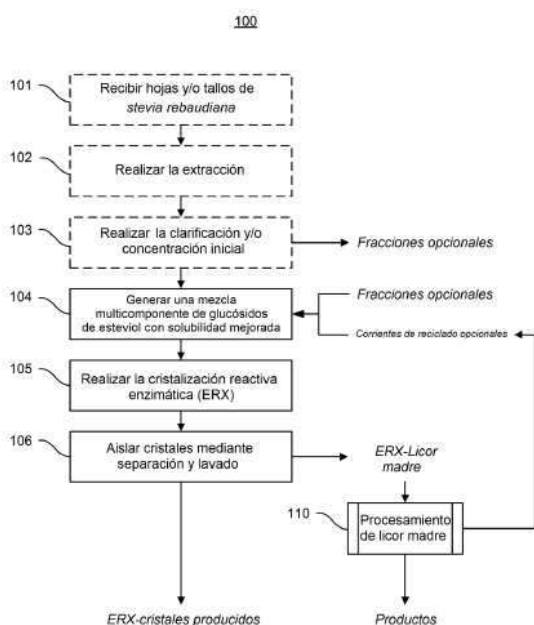 100
101
Recibir hojas y/o tallos de
stevia rebaudiana
102
Realizar la extracción
103
Realizar la clarificación y/o
concentración inicial
Fracciones opcionales
104
Generar una mezcla
multicomponente de glucósidos
de esteviol con solubilidad mejorada
Fracciones opcionales
Corrientes de reciclado opcionales
105
Realizar la cristalización reactiva
enzimática (ERX)
106
Aislar cristales mediante
separación y lavado
ERX-Licor
madre
110
Procesamiento
de licor madre
ERX-cristales producidos
Productos